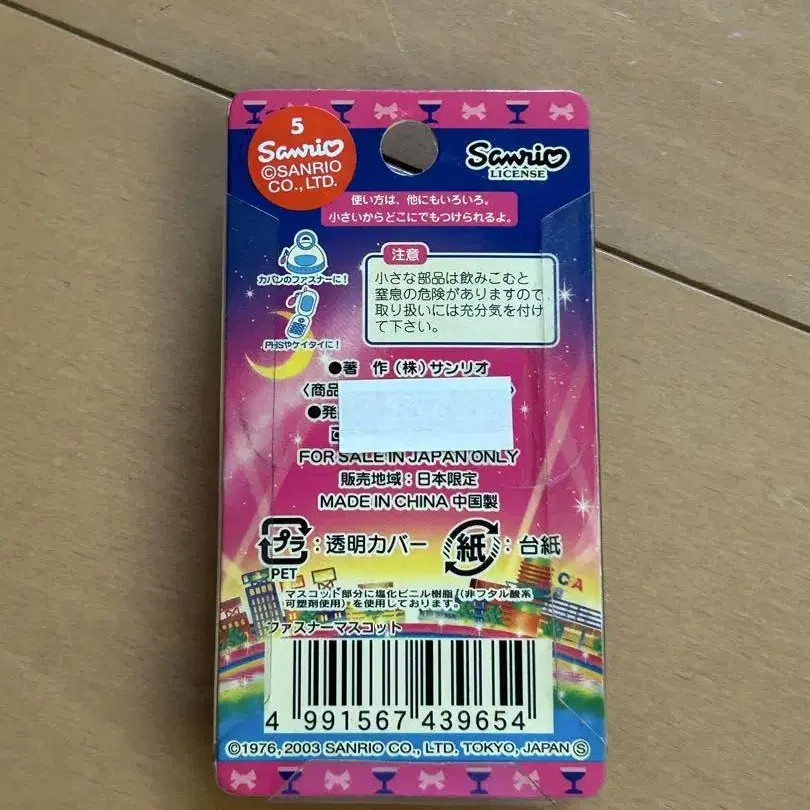 5
Sanrio
©SANRIO
CO., LTD.
Sanrio
LICENSE
使い方は、他にもいろいろ。
小さいからどこにでもつけられるよ。
カバンのファスナーに!
PHSやケイタイに!
注意
小さな部品は飲みこむと
窒息の危険がありますので、
取り扱いには充分気を付け
て下さい。
●著 作(株)サンリオ
〈商品
●発
FOR SALE IN JAPAN ONLY
販売地域:日本限定
MADE IN CHINA 中国製
プラ:透明カバー
PET
紙:台紙
マスコット部分に塩化ビニル樹脂(非フタル酸系
可塑剤使用)を使用しております。
ファスナーマスコット
4 991567 439654
©1976, 2003 SANRIO CO., LTD. TOKYO, JAPAN Ⓢ